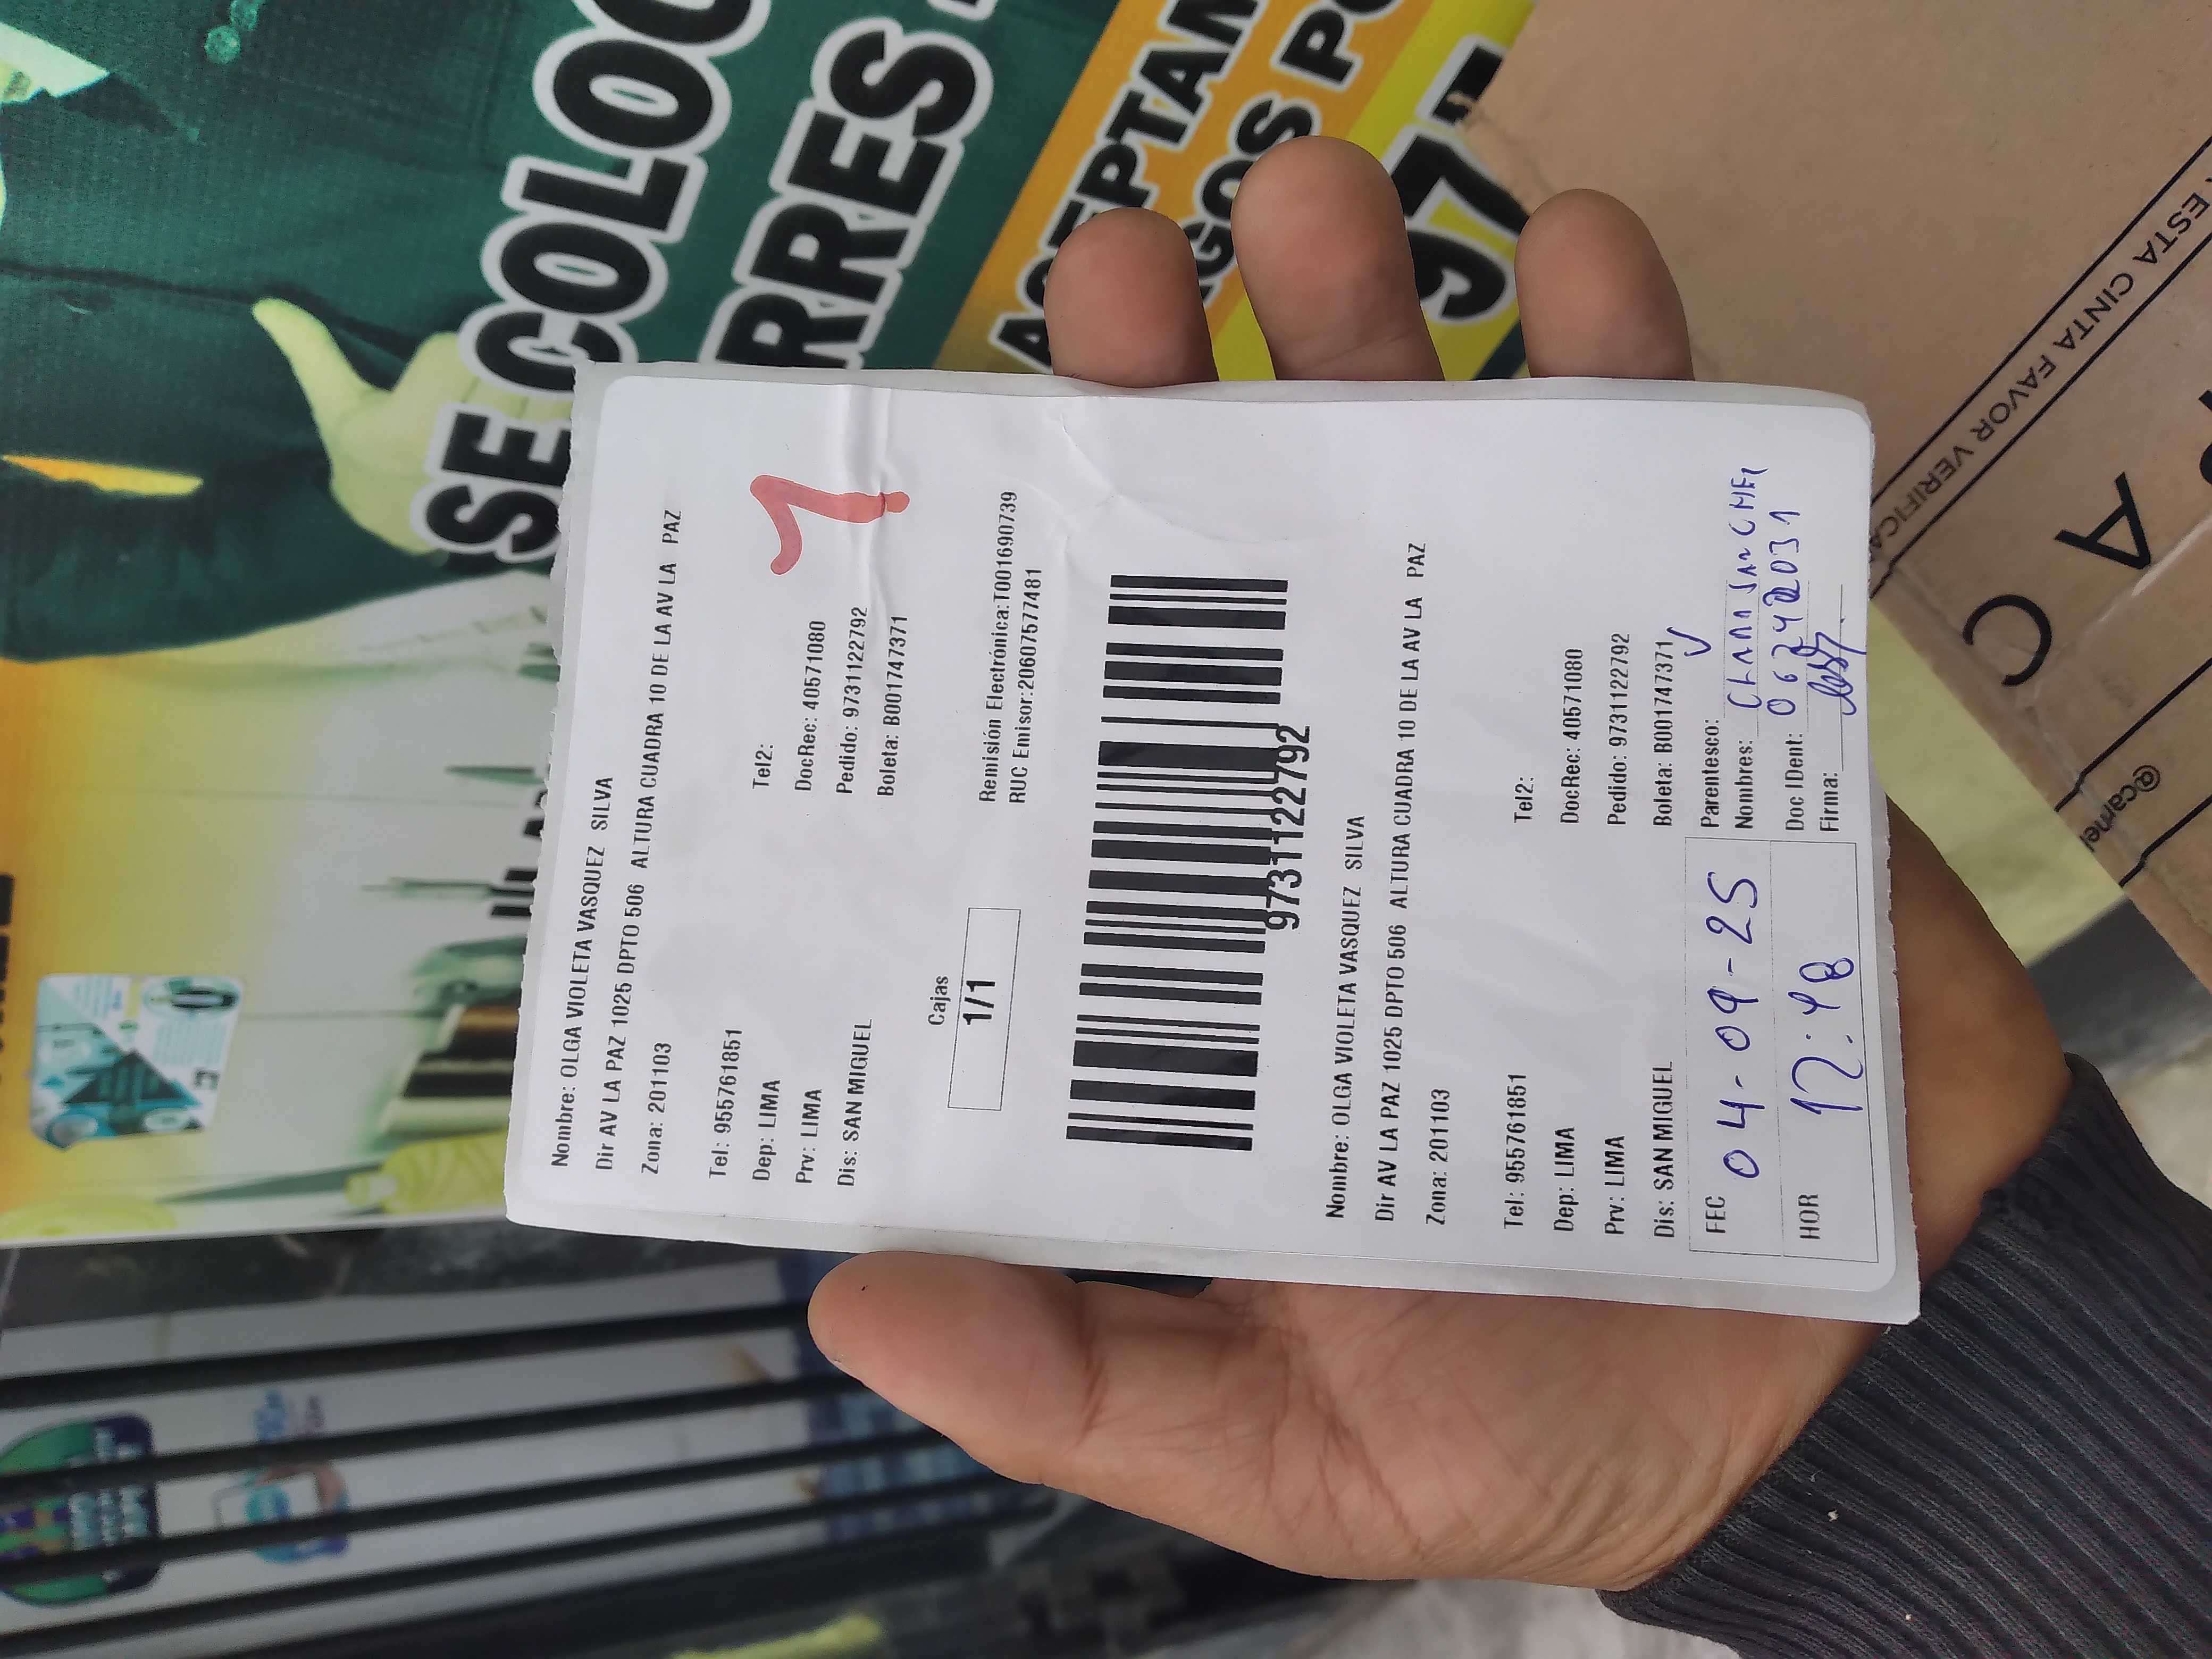 Nombre: OLGA VIOLETA VASQUEZ SILVA
Dir AV LA PAZ 1025 DPTO 506 ALTURA CUADRA 10 DE LA AV LA PAZ
Zona: 201103
Tel: 955761851 Tel2:
Dep: LIMA DocRec: 40571080
Prv: LIMA Pedido: 9731122792
Dis: SAN MIGUEL Boleta: B001747371
1
Cajas
1/1
Remisión Electrónica:T001690739
RUC Emisor:20607577481
9731122792
Nombre: OLGA VIOLETA VASQUEZ SILVA
Dir AV LA PAZ 1025 DPTO 506 ALTURA CUADRA 10 DE LA AV LA PAZ
Zona: 201103
Tel: 955761851 Tel2:
Dep: LIMA DocRec: 40571080
Prv: LIMA Pedido: 9731122792
Dis: SAN MIGUEL Boleta: B001747371
FEC 04-09-25
HOR 12:48
Parentesco:
Nombres:
Doc IDent:
Firma:
SE COLOC
RRES
ACEPTAN
GOS PO
97
ESTA CINTA FAVOR VERIFICA
CA
@camel